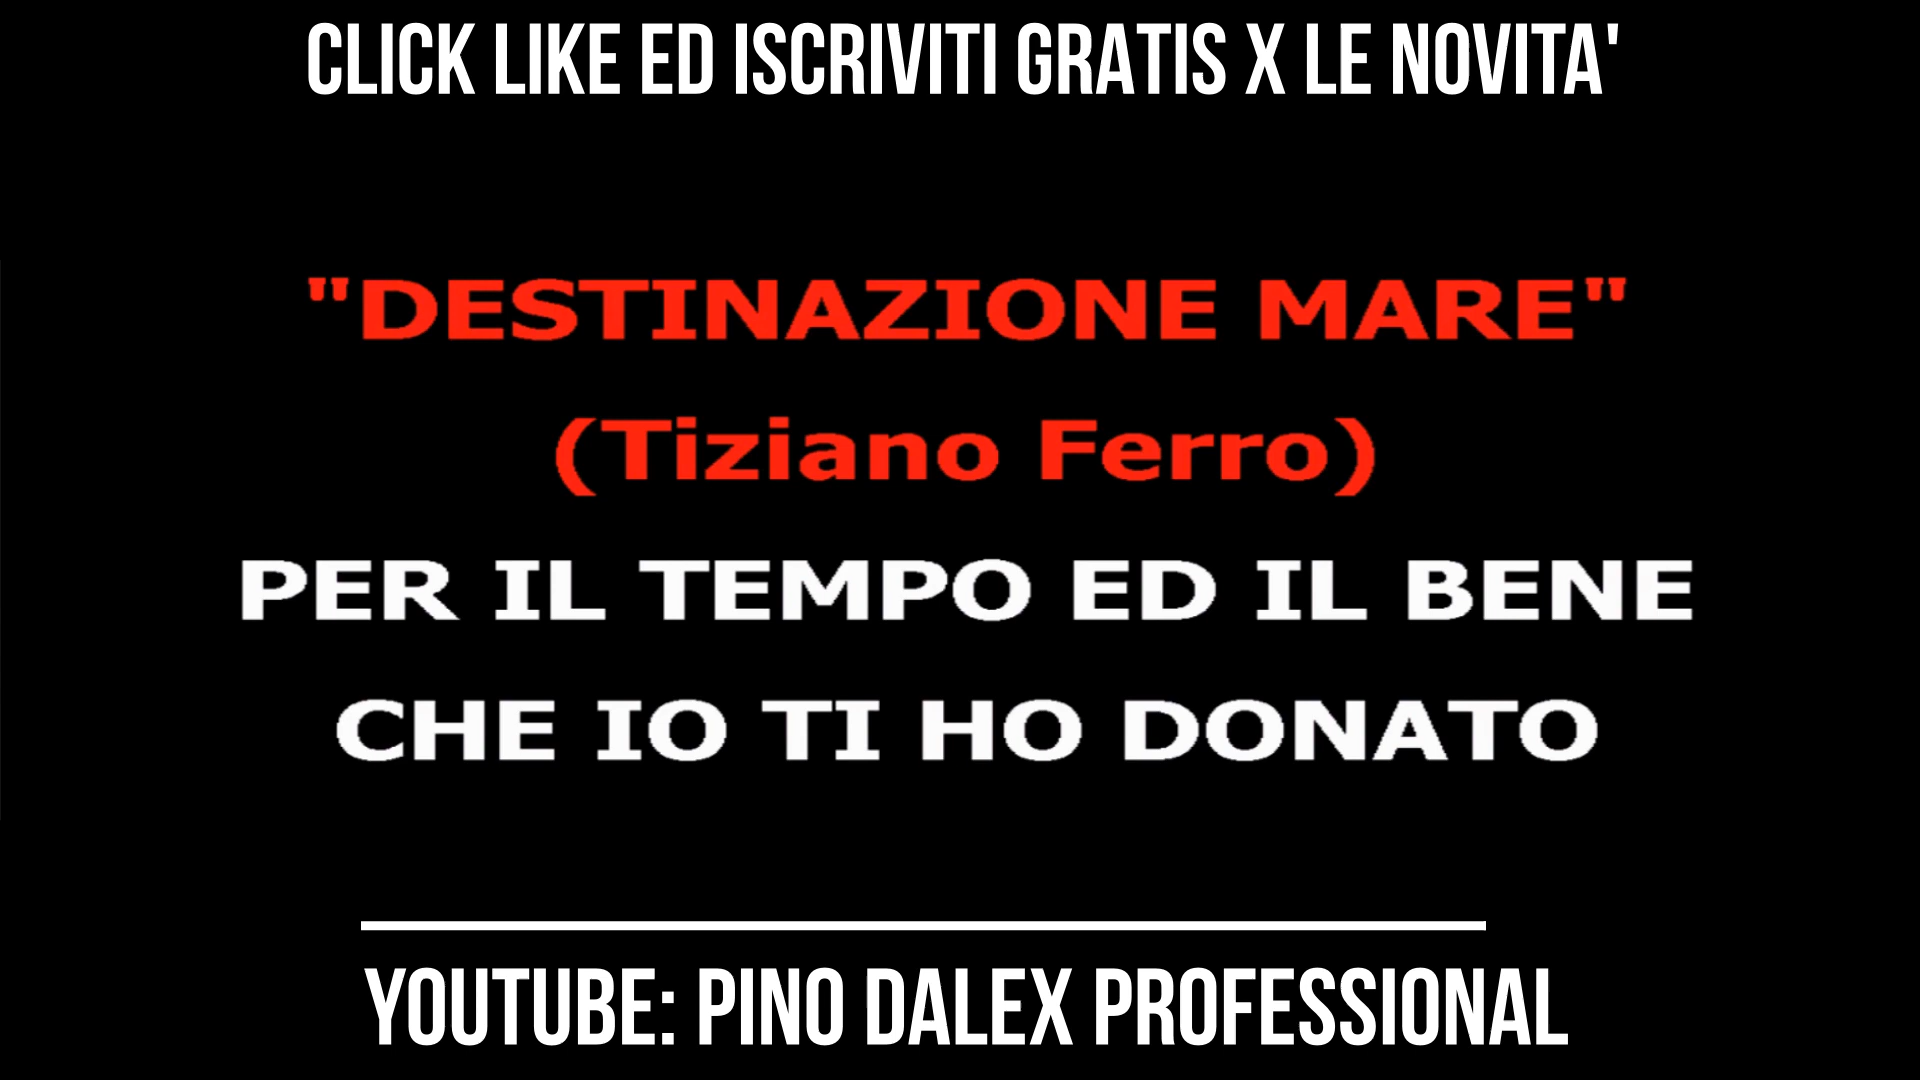 CLICK LIKE ED ISCRIVITI GRATIS X LE NOVITA'
"DESTINAZIONE MARE"
(Tiziano Ferro)
PER IL TEMPO ED IL BENE
CHE IO TI HO DONATO
YOUTUBE: PINO DALEX PROFESSIONAL